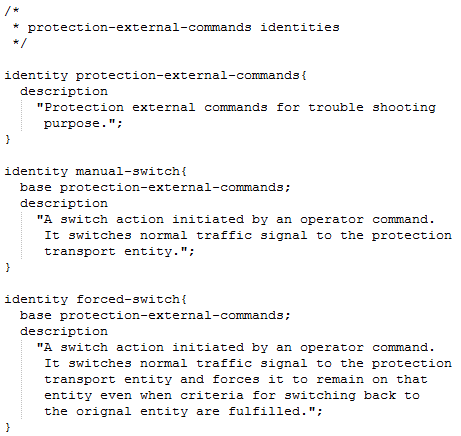 /*
 * protection-external-commands identities
 */

identity protection-external-commands{
  description
    "Protection external commands for trouble shooting
     purpose.";
}

identity manual-switch{
  base protection-external-commands;
  description
    "A switch action initiated by an operator command.
     It switches normal traffic signal to the protection
     transport entity.";
}

identity forced-switch{
  base protection-external-commands;
  description
    "A switch action initiated by an operator command.
     It switches normal traffic signal to the protection
     transport entity and forces it to remain on that
     entity even when criteria for switching back to
     the orignal entity are fulfilled.";
}